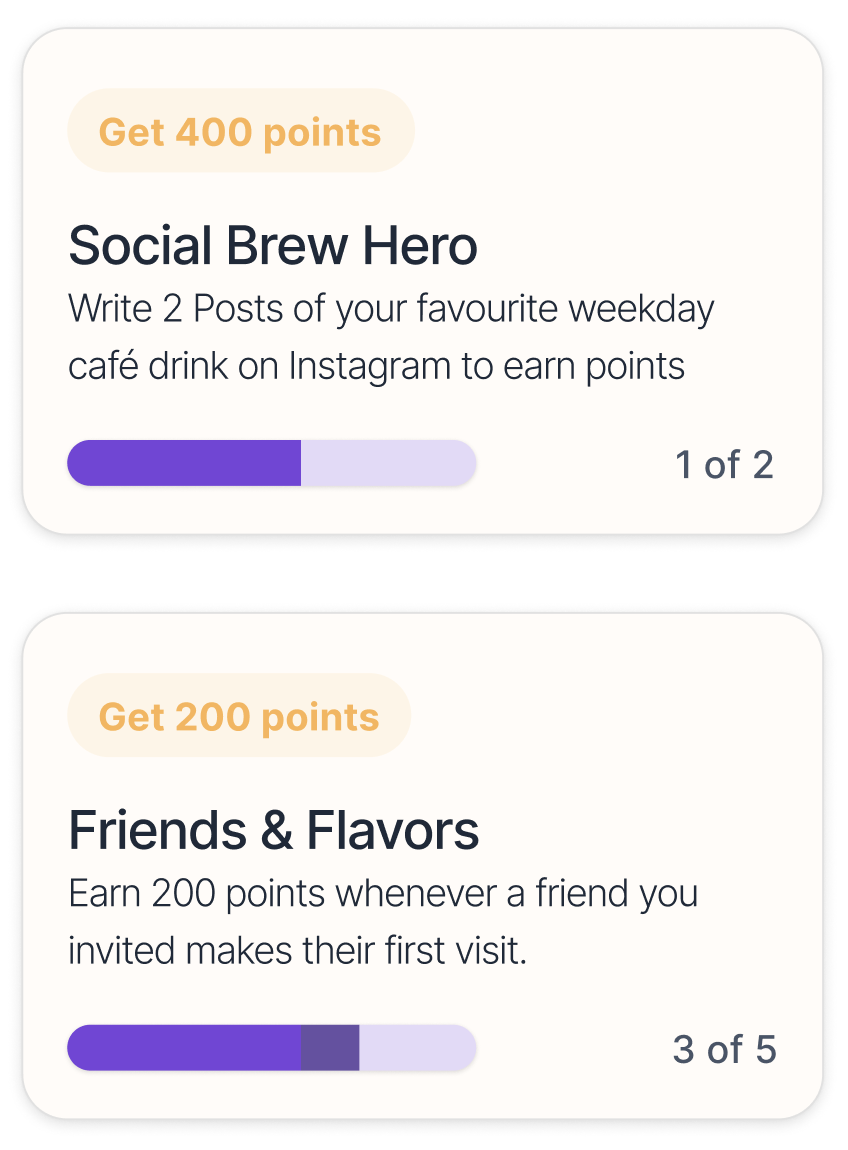 Get 400 points
Social Brew Hero
Write 2 Posts of your favourite weekday
café drink on Instagram to earn points
1 of 2
Get 200 points
Friends & Flavors
Earn 200 points whenever a friend you
invited makes their first visit.
3 of 5